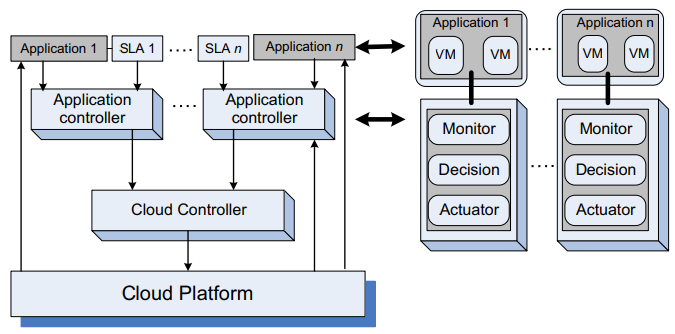 Application 1
SLA 1
SLA n
Application n
Application
controller
Application
controller
Cloud Controller
Cloud Platform
Application 1
VM
VM
Application n
VM
VM
Monitor
Decision
Actuator
Monitor
Decision
Actuator